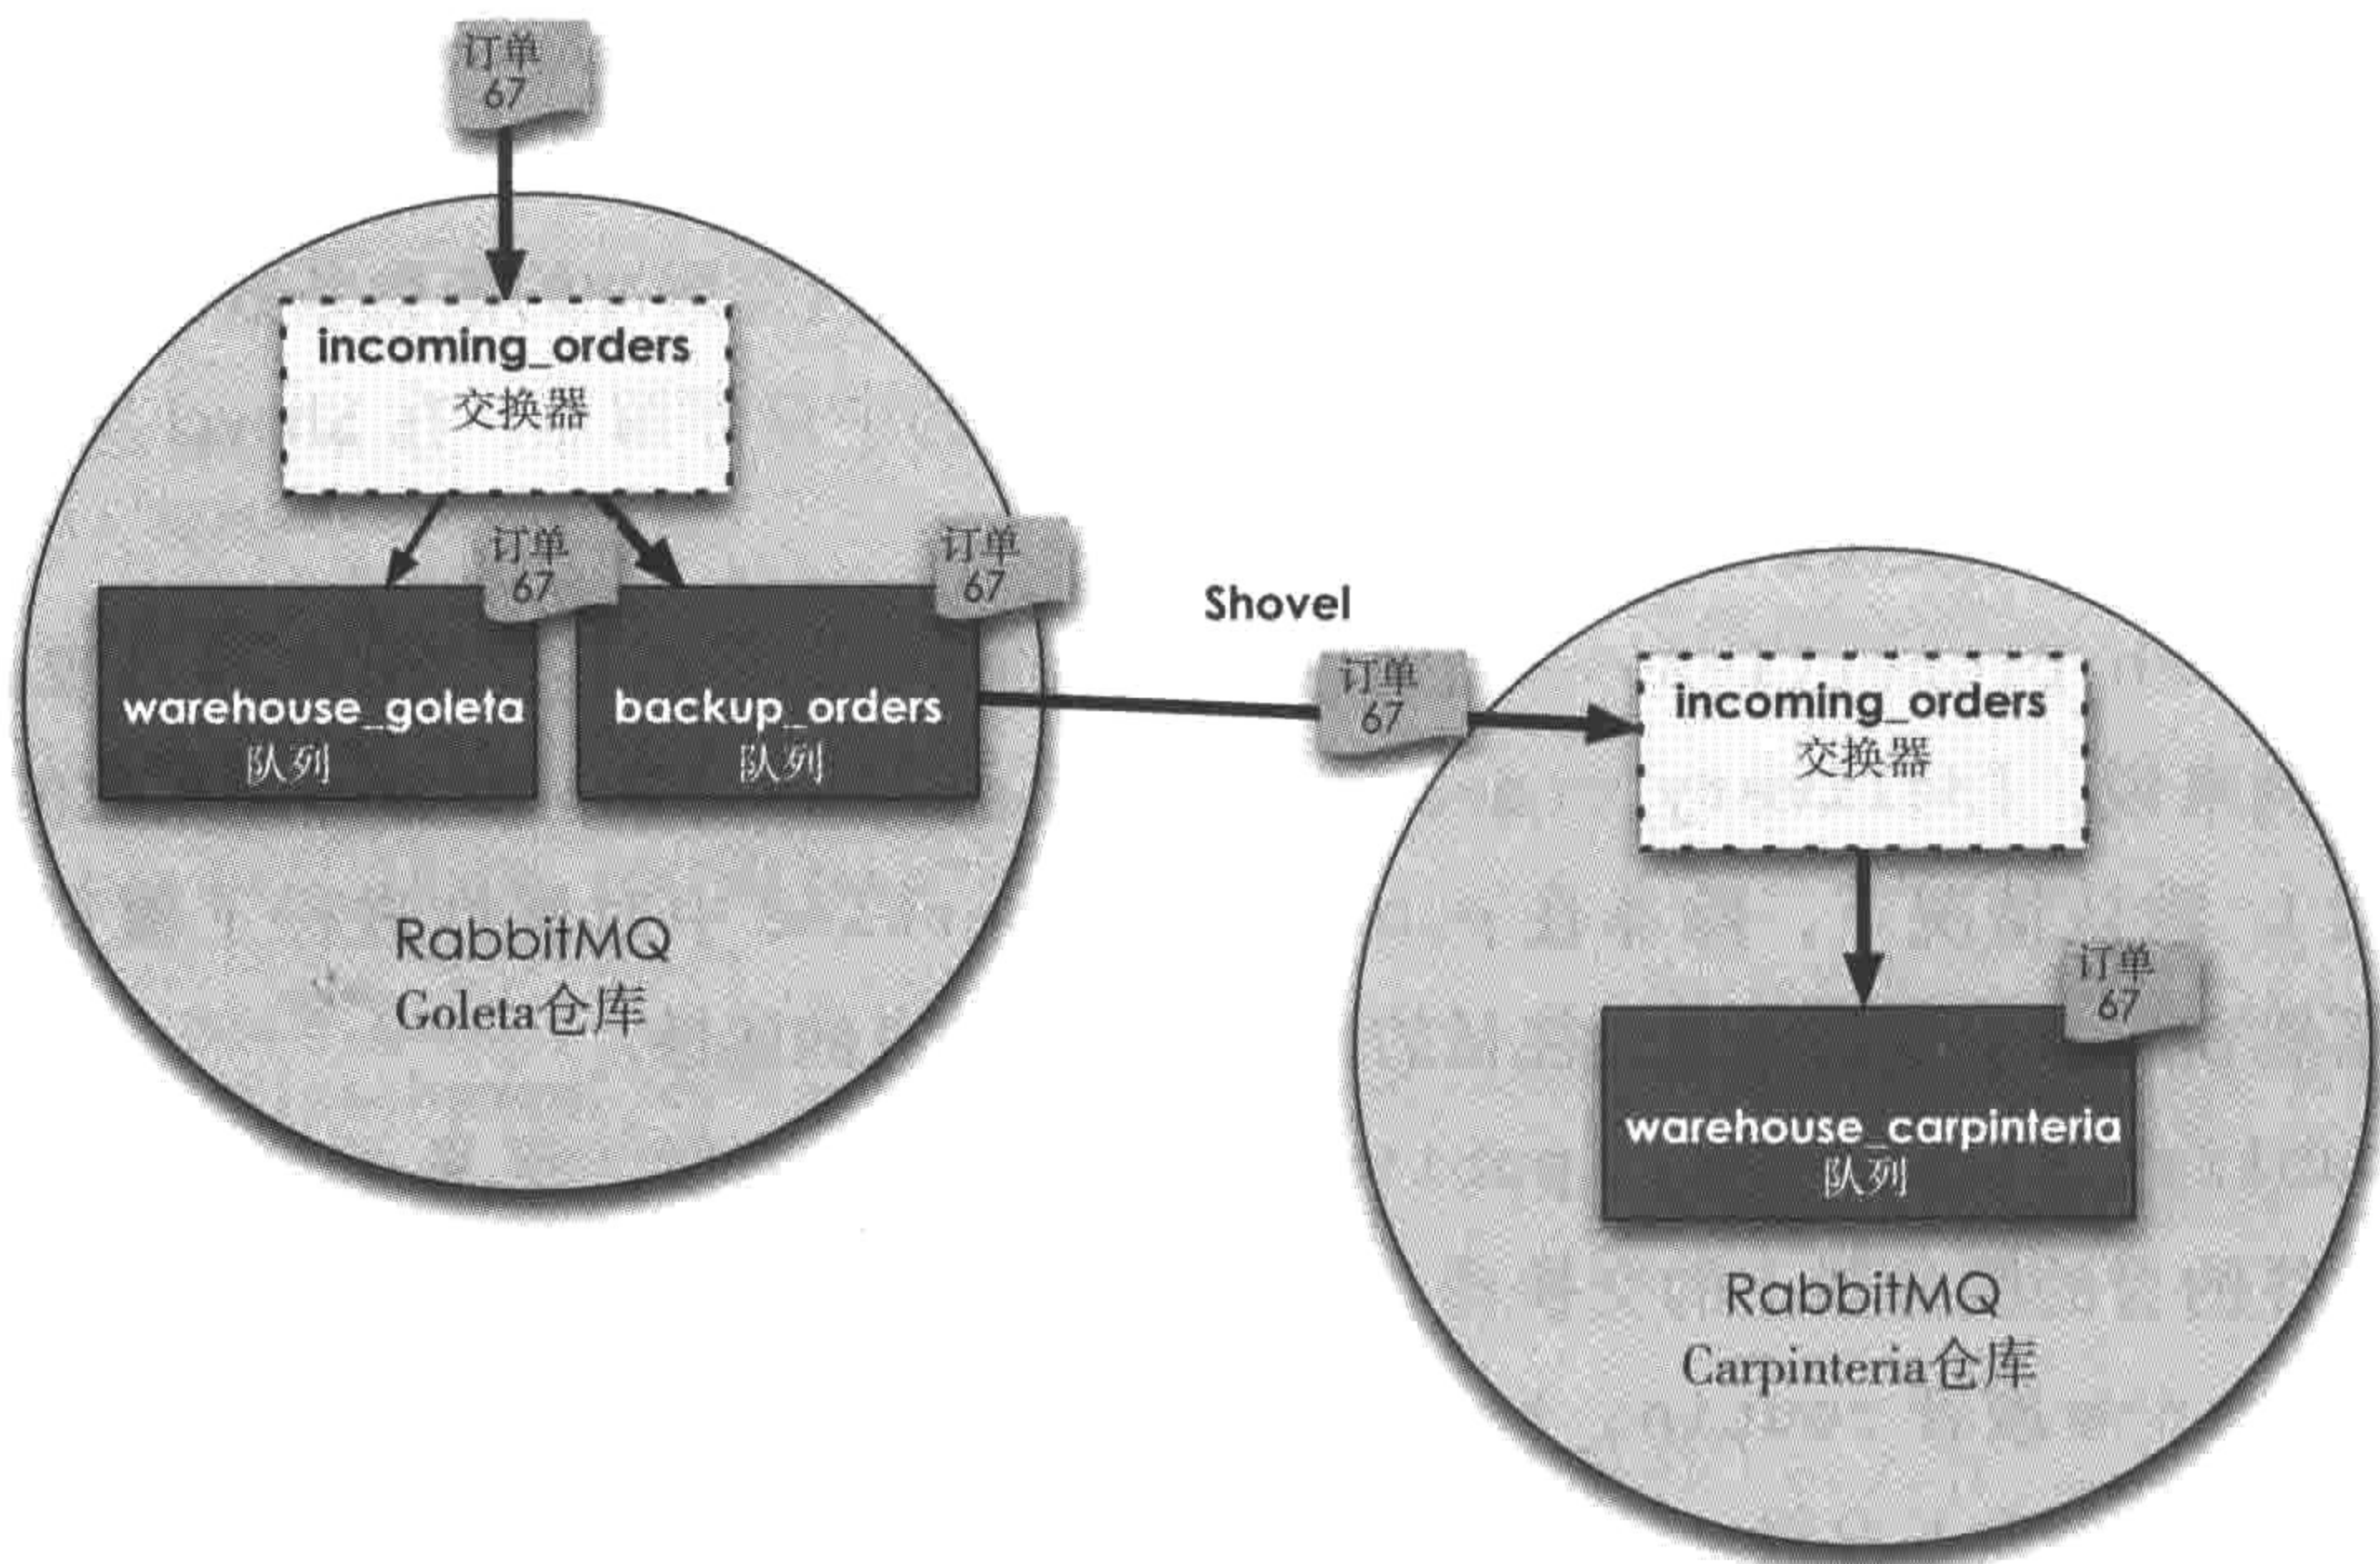 订单
67
incoming_orders
交换器
订单
67
订单
67
warehouse_goleta
队列
backup_orders
队列
RabbitMQ
Goleta仓库
Shovel
订单
67
incoming_orders
交换器
订单
67
warehouse_carpinteria
队列
RabbitMQ
Carpinteria仓库